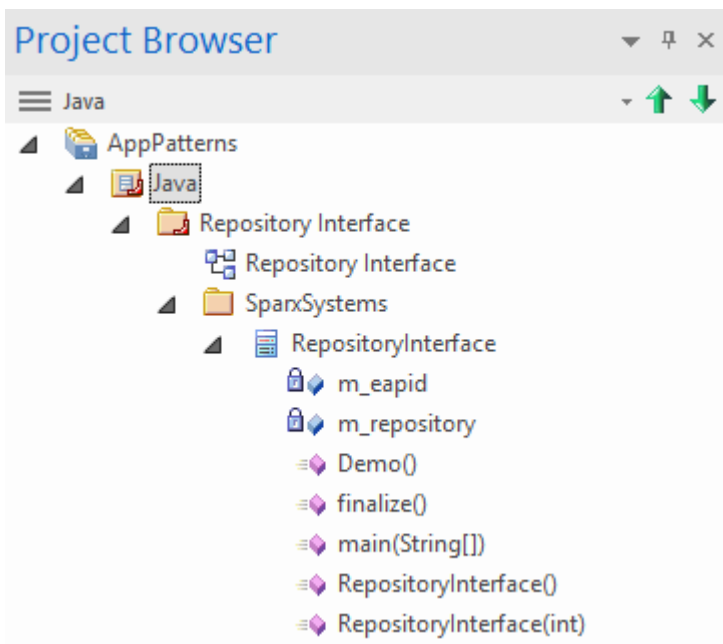 Project Browser
Java
AppPatterns
Java
Repository Interface
Repository Interface
SparxSystems
RepositoryInterface
m_eapid
m_repository
Demo()
finalize()
main(String[])
RepositoryInterface()
RepositoryInterface(int)